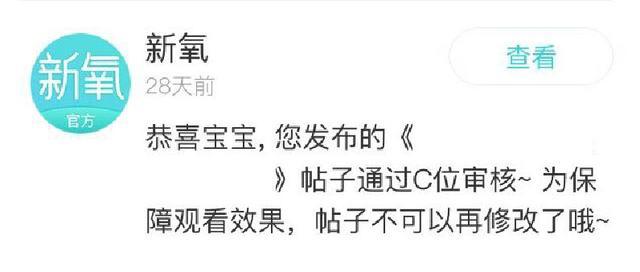 新氧
新氧
官方
查看
28天前
恭喜宝宝, 您发布的《
》帖子通过C位审核~ 为保
障观看效果，帖子不可以再修改了哦~